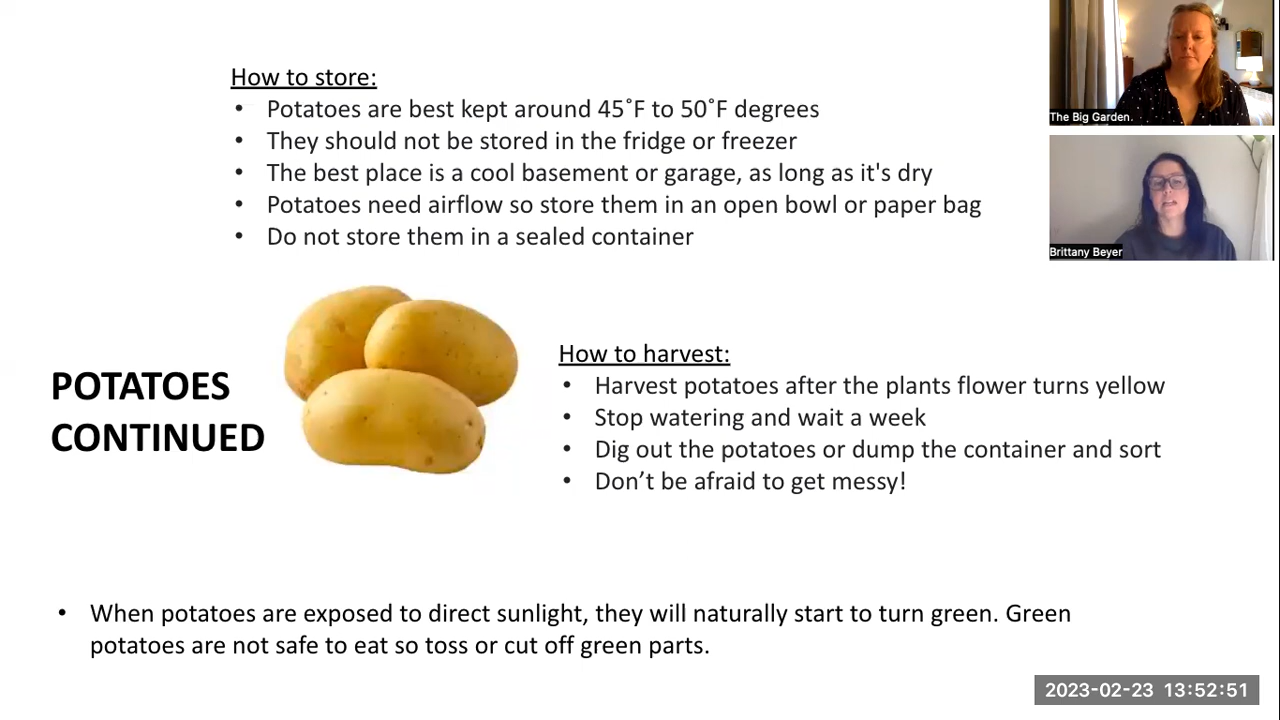 How to store:
• Potatoes are best kept around 45˚F to 50˚F degrees
• They should not be stored in the fridge or freezer
• The best place is a cool basement or garage, as long as it's dry
• Potatoes need airflow so store them in an open bowl or paper bag
• Do not store them in a sealed container
The Big Garden
Brittany Beyer
POTATOES
CONTINUED
How to harvest:
• Harvest potatoes after the plants flower turns yellow
• Stop watering and wait a week
• Dig out the potatoes or dump the container and sort
• Don’t be afraid to get messy!
• When potatoes are exposed to direct sunlight, they will naturally start to turn green. Green
potatoes are not safe to eat so toss or cut off green parts.
2023-02-23 13:52:51